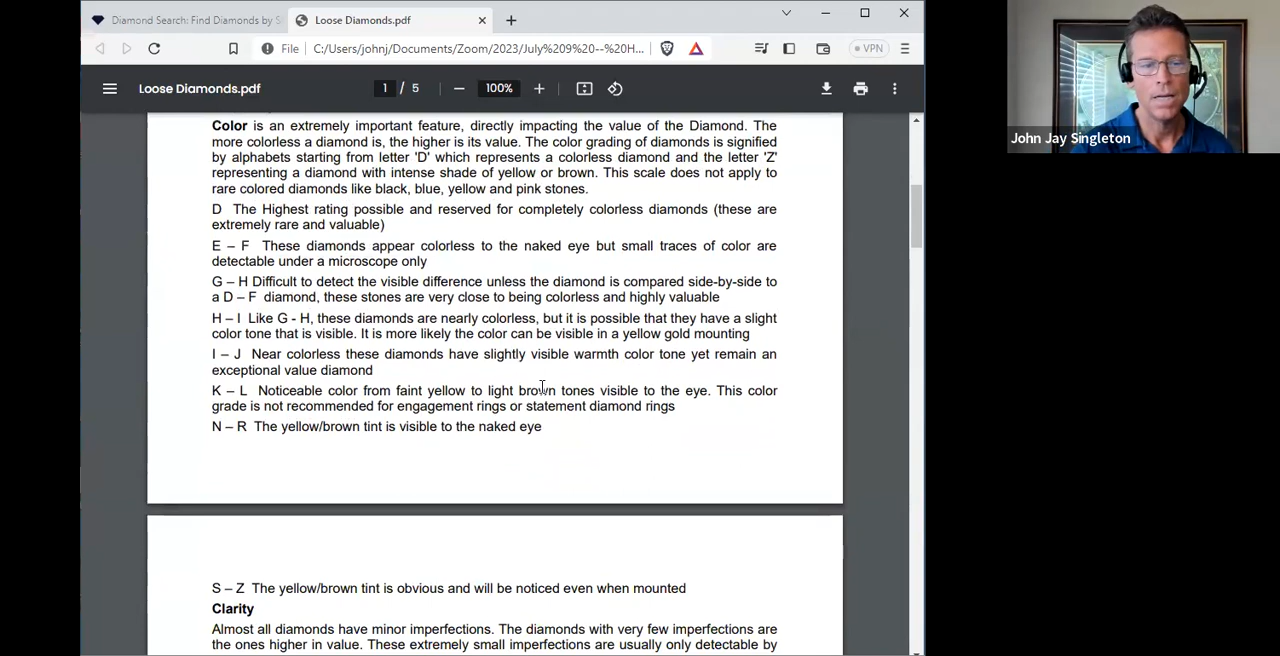 Diamond Search: Find Diamonds by S
Loose Diamonds.pdf
File
C:/Users/johnj/Documents/Zoom/2023/July%209%20--%20H...
VPN
Loose Diamonds.pdf
1 / 5
100%
Color is an extremely important feature, directly impacting the value of the Diamond. The
more colorless a diamond is, the higher is its value. The color grading of diamonds is signified
by alphabets starting from letter 'D' which represents a colorless diamond and the letter 'Z'
representing a diamond with intense shade of yellow or brown. This scale does not apply to
rare colored diamonds like black, blue, yellow and pink stones.
D The Highest rating possible and reserved for completely colorless diamonds (these are
extremely rare and valuable)
E – F These diamonds appear colorless to the naked eye but small traces of color are
detectable under a microscope only
G – H Difficult to detect the visible difference unless the diamond is compared side-by-side to
a D – F diamond, these stones are very close to being colorless and highly valuable
H – I Like G - H, these diamonds are nearly colorless, but it is possible that they have a slight
color tone that is visible. It is more likely the color can be visible in a yellow gold mounting
I – J Near colorless these diamonds have slightly visible warmth color tone yet remain an
exceptional value diamond
K – L Noticeable color from faint yellow to light brown tones visible to the eye. This color
grade is not recommended for engagement rings or statement diamond rings
N – R The yellow/brown tint is visible to the naked eye
S – Z The yellow/brown tint is obvious and will be noticed even when mounted
Clarity
Almost all diamonds have minor imperfections. The diamonds with very few imperfections are
the ones higher in value. These extremely small imperfections are usually only detectable by
John Jay Singleton